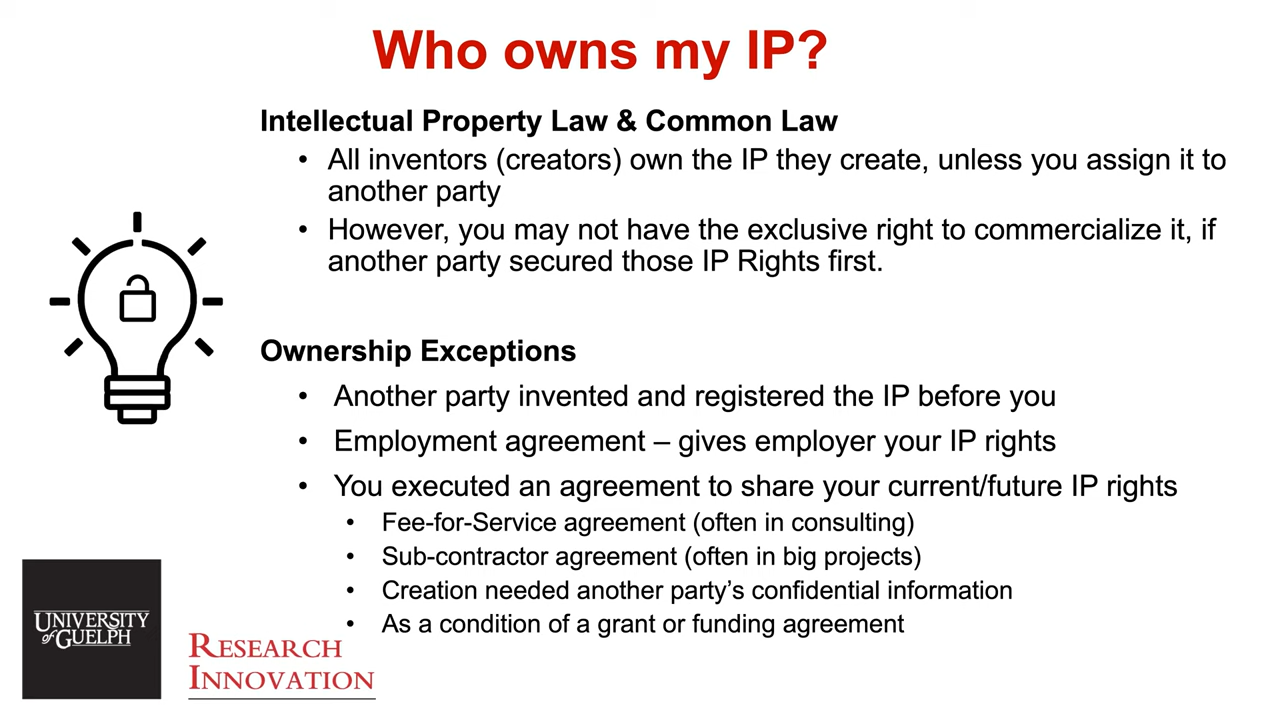 Who owns my IP?
Intellectual Property Law & Common Law
• All inventors (creators) own the IP they create, unless you assign it to
another party
• However, you may not have the exclusive right to commercialize it, if
another party secured those IP Rights first.
Ownership Exceptions
• Another party invented and registered the IP before you
• Employment agreement – gives employer your IP rights
• You executed an agreement to share your current/future IP rights
• Fee-for-Service agreement (often in consulting)
• Sub-contractor agreement (often in big projects)
• Creation needed another party’s confidential information
• As a condition of a grant or funding agreement
UNIVERSITY
of GUELPH
RESEARCH
INNOVATION